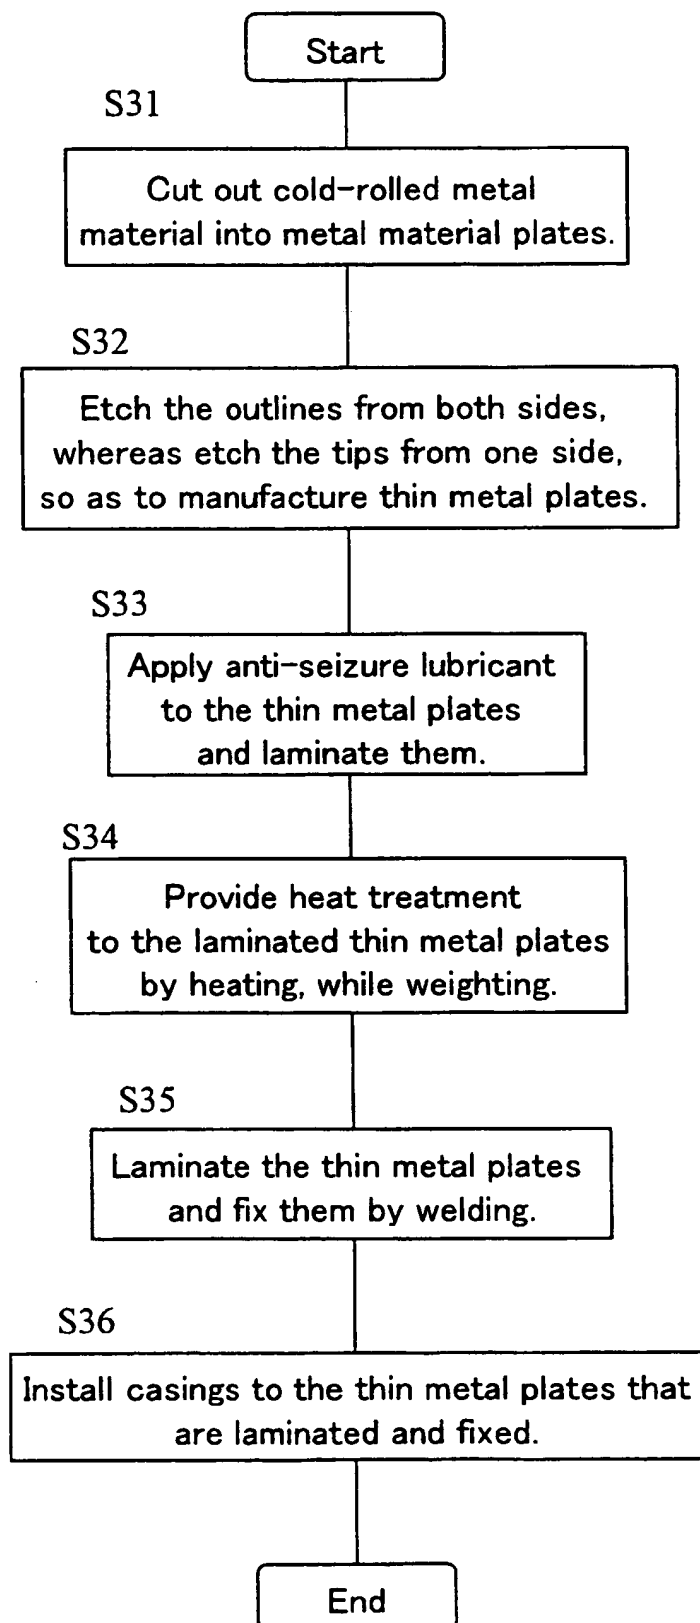 Start
S31
Cut out cold-rolled metal
material into metal material plates.
S32
Etch the outlines from both sides,
whereas etch the tips from one side,
so as to manufacture thin metal plates.
S33
Apply anti-seizure lubricant
to the thin metal plates
and laminate them.
S34
Provide heat treatment
to the laminated thin metal plates
by heating, while weighting.
S35
Laminate the thin metal plates
and fix them by welding.
S36
Install casings to the thin metal plates that
are laminated and fixed.
End